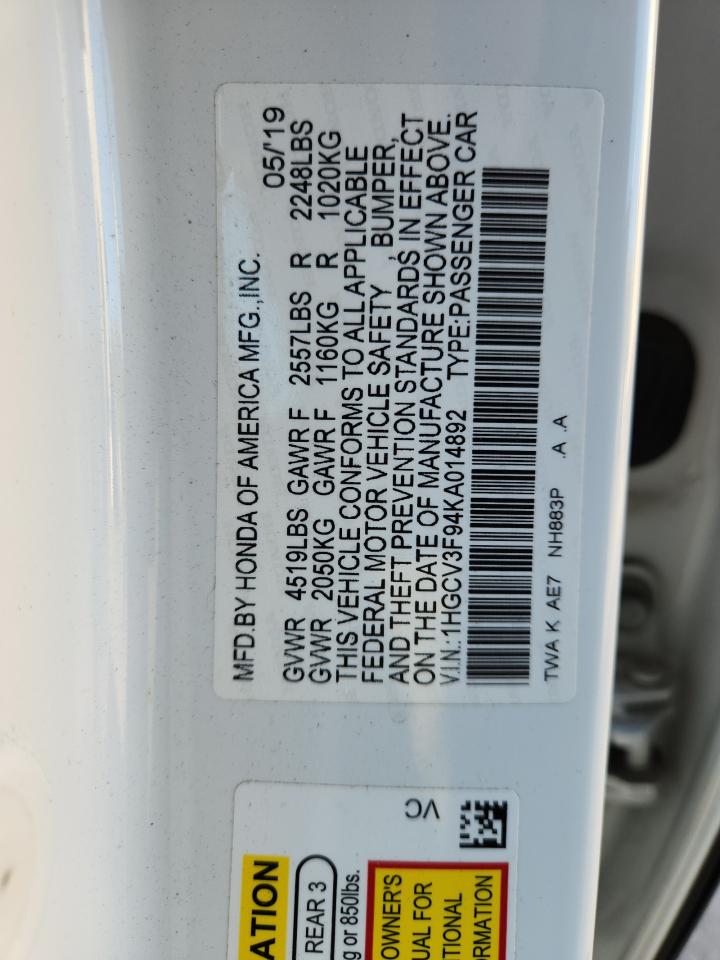 MFD.BY HONDA OF AMERICA MFG.,INC. 05/'19
GVWR 4519LBS GAWR F 2557LBS R 2248LBS
GVWR 2050KG GAWR F 1160KG R 1020KG
THIS VEHICLE CONFORMS TO ALL APPLICABLE
FEDERAL MOTOR VEHICLE SAFETY , BUMPER,
AND THEFT PREVENTION STANDARDS IN EFFECT
ON THE DATE OF MANUFACTURE SHOWN ABOVE.
V.I.N.:1HGCV3F94KA014892 TYPE:PASSENGER CAR
TWA K AE7 NH883P .A .A
VC
ATION
REAR 3
g or 850lbs.
OWNER'S
UAL FOR
TIONAL
RMATION